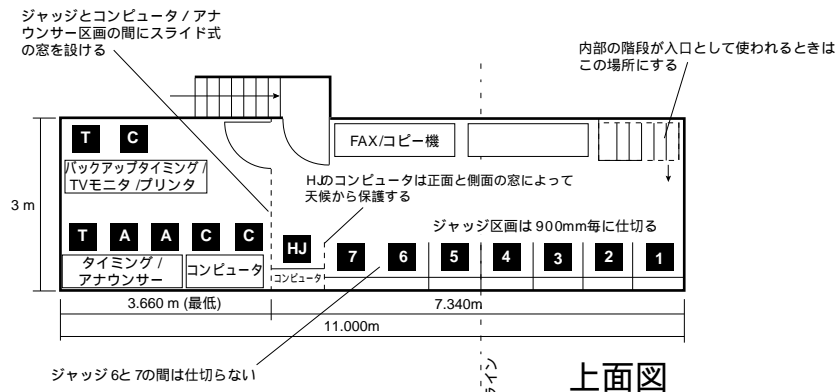 ジャッジとコンピュータ / アナ
ウンサー区画の間にスライド式
の窓を設ける
内部の階段が入口として使われるときは
この場所にする
T C
FAX/コピー機
バックアップタイミング /
TVモニタ /プリンタ
HJのコンピュータは正面と側面の窓によって
天候から保護する
3 m
ジャッジ区画は 900mm毎に仕切る
T A A C C HJ 7 6 5 4 3 2 1
タイミング /
アナウンサー
コンピュータ
コンピュータ
3.660 m (最低)
7.340m
11.000m
ジャッジ 6と 7の間は仕切らない
ライン
上面図